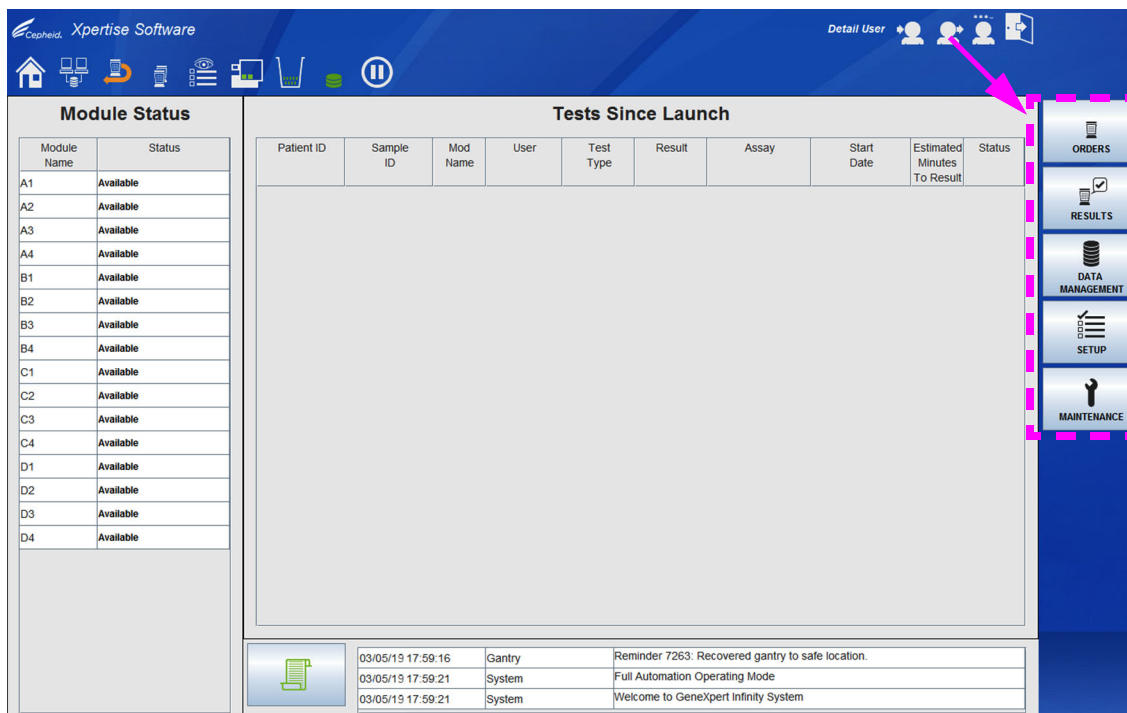 Cepheid. Xpertise Software
Detail User
Module Status
Tests Since Launch
Module
Name
Status
Patient ID
Sample
ID
Mod
Name
User
Test
Type
Result
Assay
Start
Date
Estimated
Minutes
To Result
Status
A1 Available
A2 Available
A3 Available
A4 Available
B1 Available
B2 Available
B3 Available
B4 Available
C1 Available
C2 Available
C3 Available
C4 Available
D1 Available
D2 Available
D3 Available
D4 Available
ORDERS
RESULTS
DATA
MANAGEMENT
SETUP
MAINTENANCE
03/05/19 17:59:16 Gantry Reminder 7263: Recovered gantry to safe location.
03/05/19 17:59:21 System Full Automation Operating Mode
03/05/19 17:59:21 System Welcome to GeneXpert Infinity System